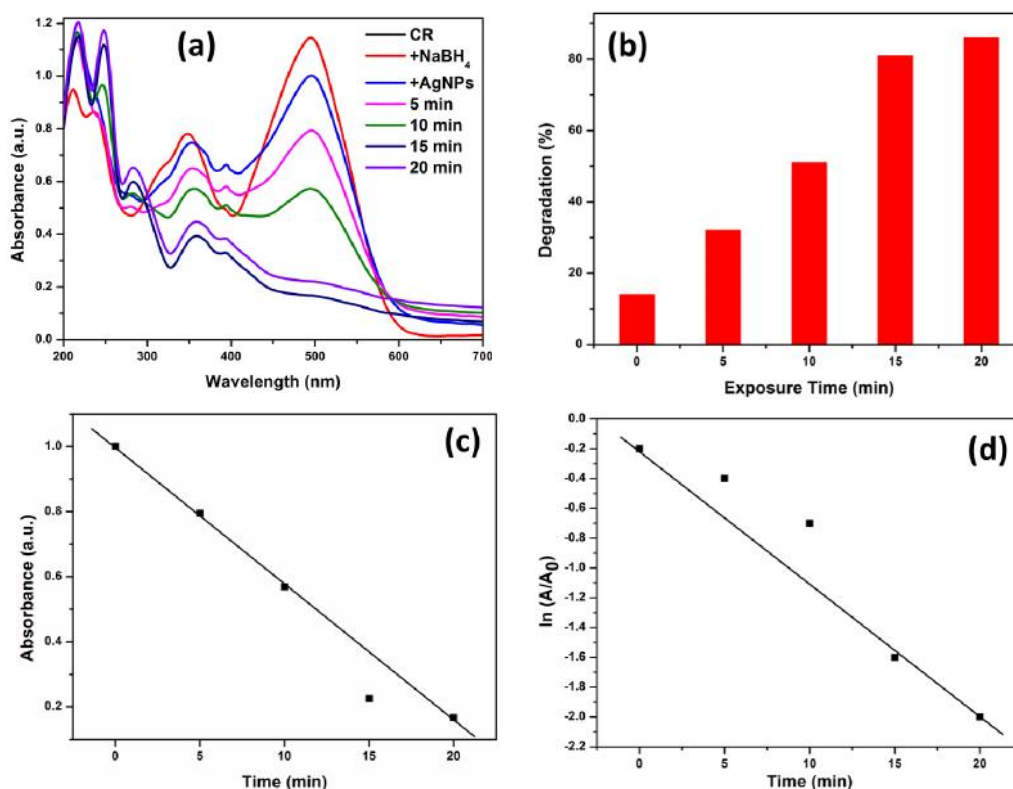 (a)
CR
+NaBH₄
+AgNPs
5 min
10 min
15 min
20 min
1.2
1.0
0.8
0.6
0.4
0.2
0.0
200 300 400 500 600 700
Absorbance (a.u.)
Wavelength (nm)
(b)
80
60
40
20
0
0 5 10 15 20
Degradation (%)
Exposure Time (min)
(c)
1.0
0.8
0.6
0.4
0.2
0 5 10 15 20
Absorbance (a.u.)
Time (min)
(d)
-0.0
-0.2
-0.4
-0.6
-0.8
-1.0
-1.2
-1.4
-1.6
-1.8
-2.0
-2.2
0 5 10 15 20
ln (A/A₀)
Time (min)